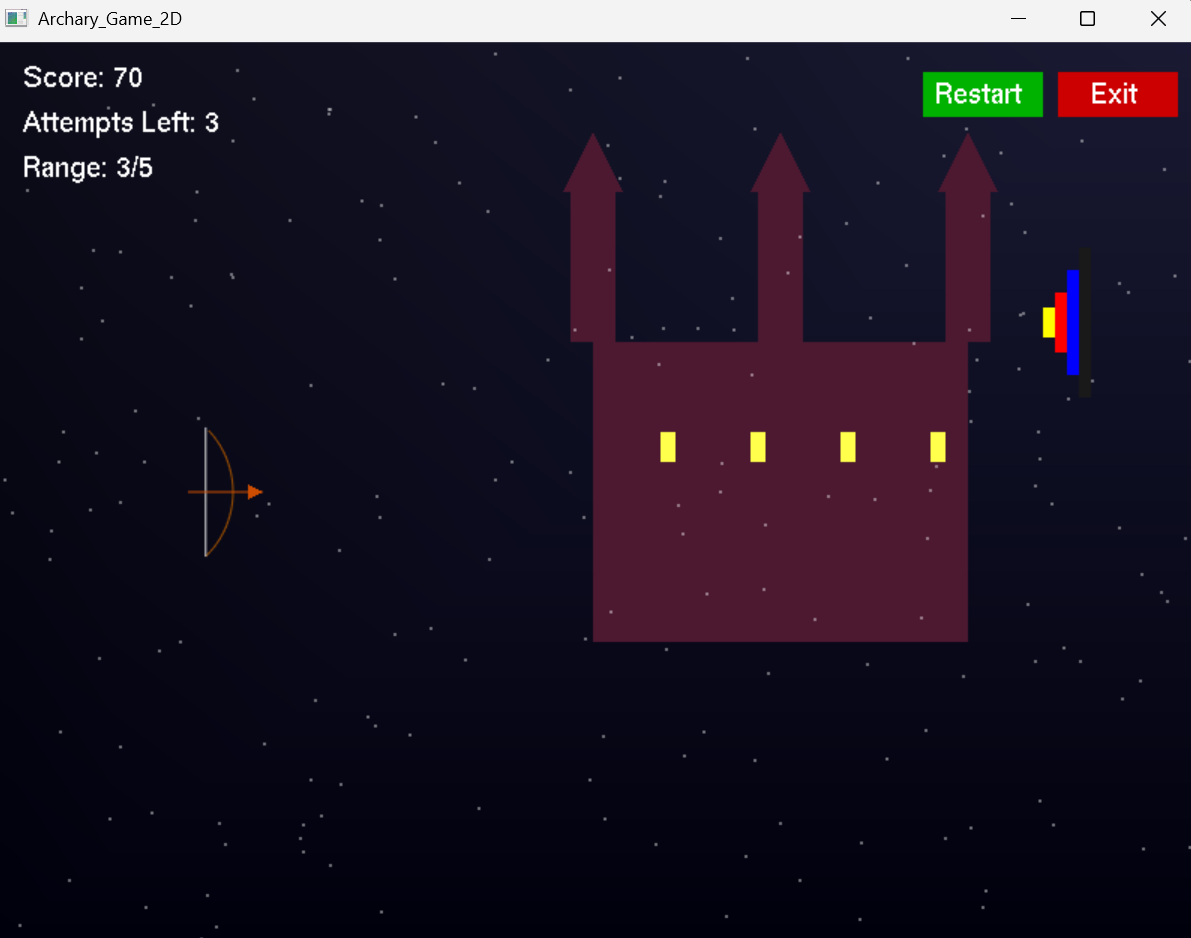 Archary_Game_2D
Score: 70
Attempts Left: 3
Range: 3/5
Restart
Exit